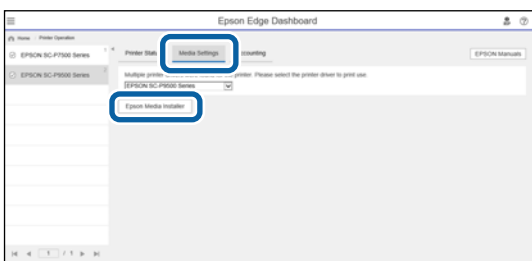 Epson Edge Dashboard
Home Printer Operation
EPSON SC-P7500 Series
EPSON SC-P9500 Series
Printer Stat Media Settings ccounting EPSON Manuals
Multiple printer printer. Please select the printer driver to print use.
EPSON SC-P9500 Series
Epson Media Installer
1 / 1